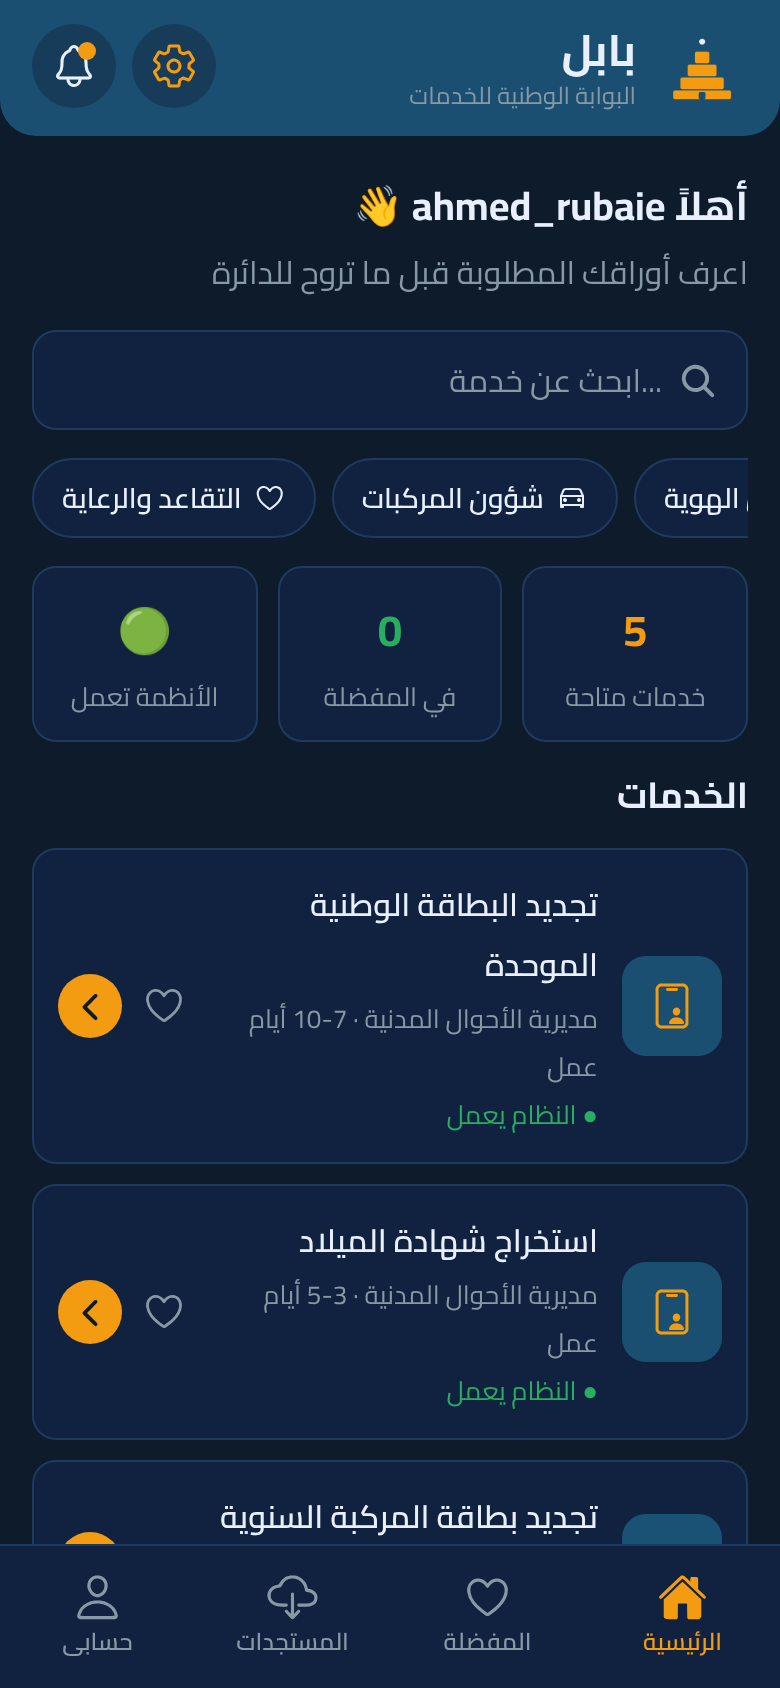 بابل
البوابة الوطنية للخدمات
أهلاً ahmed_rubaie 👋
اعرف أوراقك المطلوبة قبل ما تروح للدائرة
...ابحث عن خدمة
الهوية
شؤون المركبات
التقاعد والرعاية
5
خدمات متاحة
0
في المفضلة
🟢
الأنظمة تعمل
الخدمات
تجديد البطاقة الوطنية
الموحدة
مديرية الأحوال المدنية · 7-10 أيام
عمل
● النظام يعمل
استخراج شهادة الميلاد
مديرية الأحوال المدنية · 3-5 أيام
عمل
● النظام يعمل
تجديد بطاقة المركبة السنوية
الرئيسية
المفضلة
المستجدات
حسابي